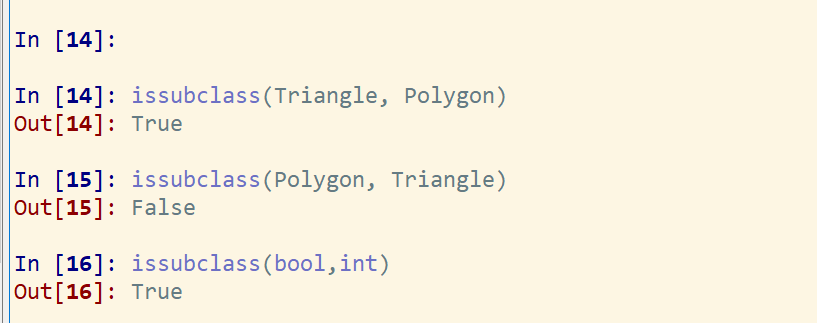 In [14]:
In [14]: issubclass(Triangle, Polygon)
Out[14]: True
In [15]: issubclass(Polygon, Triangle)
Out[15]: False
In [16]: issubclass(bool,int)
Out[16]: True